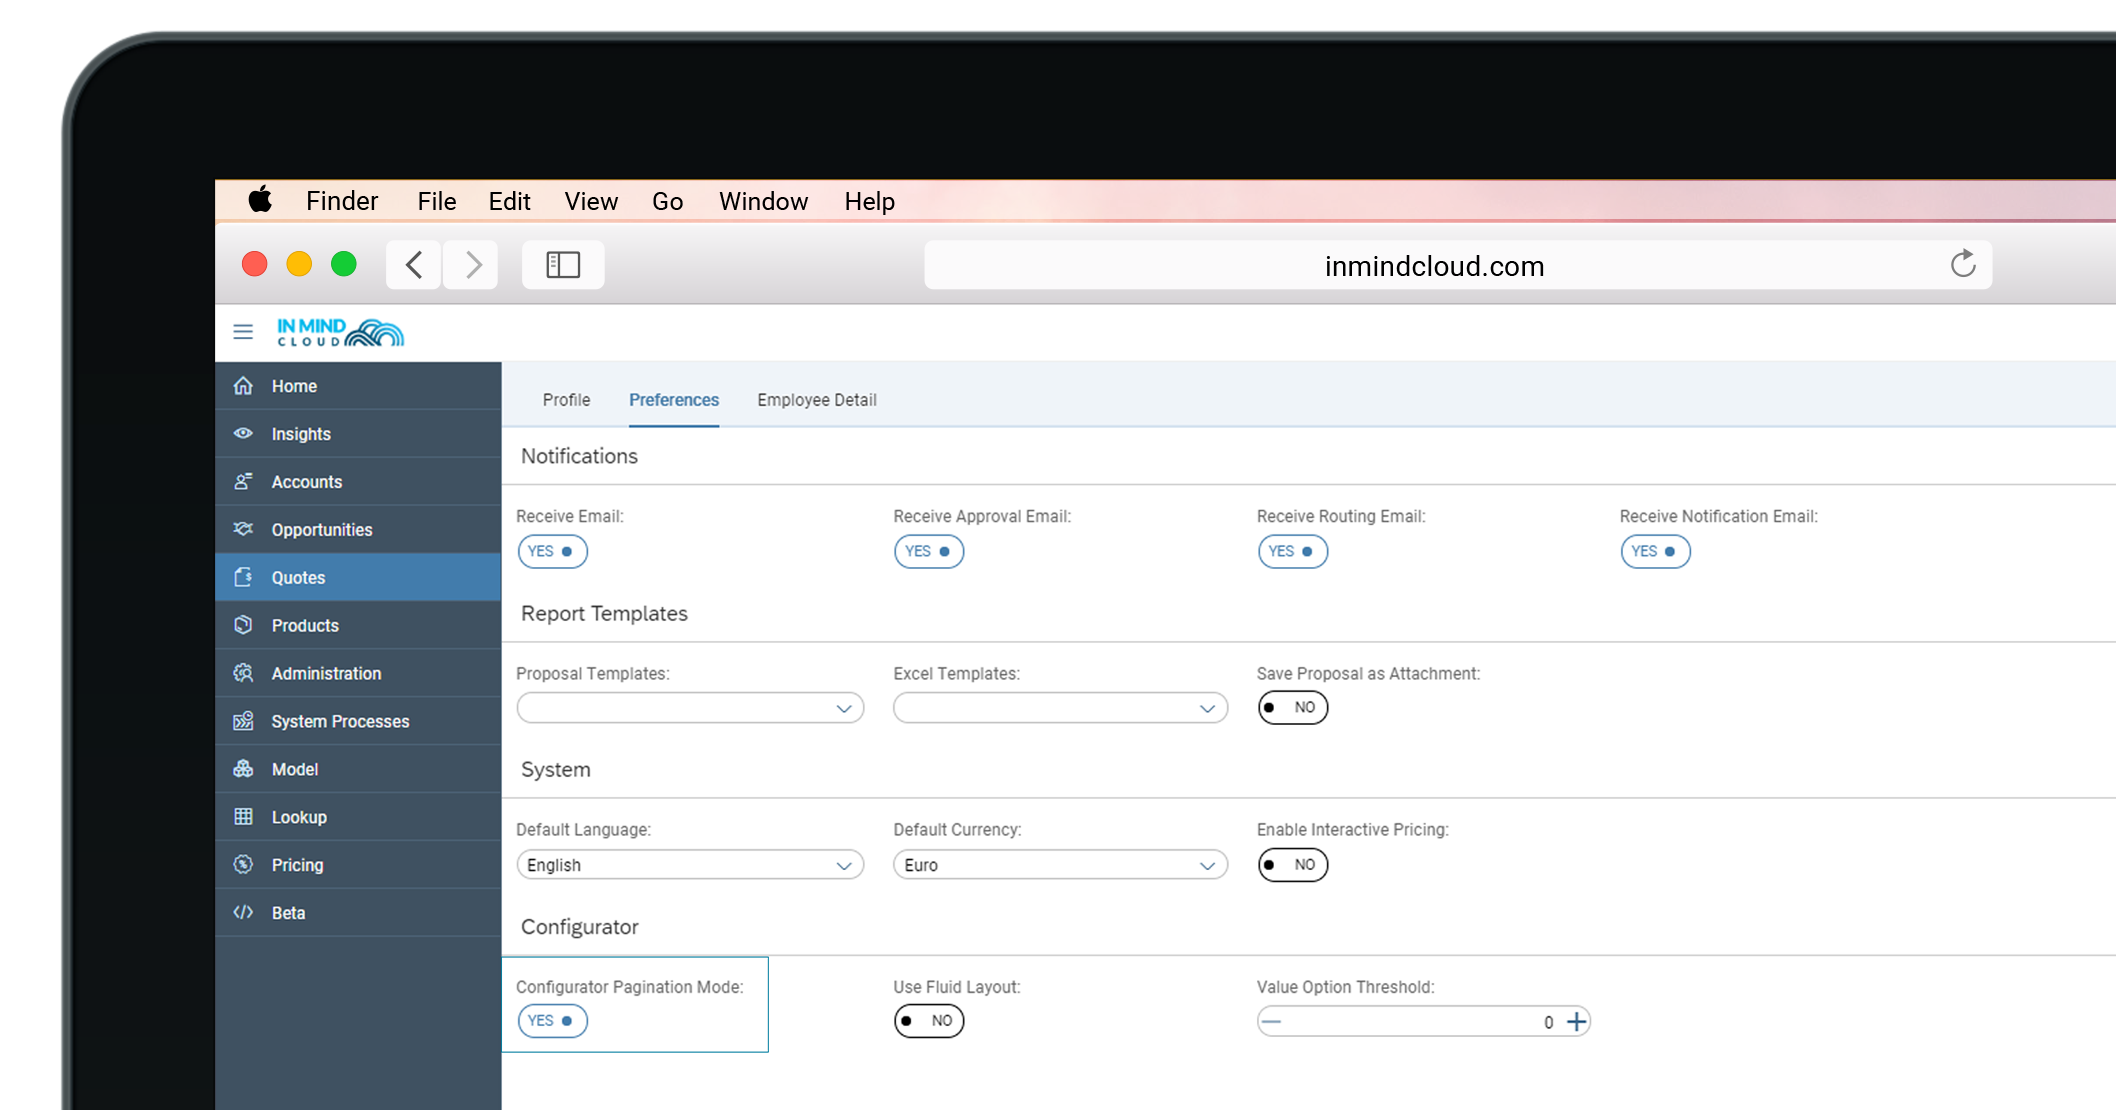 Finder File Edit View Go Window Help
inmindcloud.com
IN MIND
CLOUD
Home
Insights
Accounts
Opportunities
Quotes
Products
Administration
System Processes
Model
Lookup
Pricing
Beta
Profile Preferences Employee Detail
Notifications
Receive Email: Receive Approval Email: Receive Routing Email: Receive Notification Email:
YES YES YES YES
Report Templates
Proposal Templates: Excel Templates: Save Proposal as Attachment:
NO
System
Default Language: Default Currency: Enable Interactive Pricing:
English Euro NO
Configurator
Configurator Pagination Mode: Use Fluid Layout: Value Option Threshold:
YES NO 0